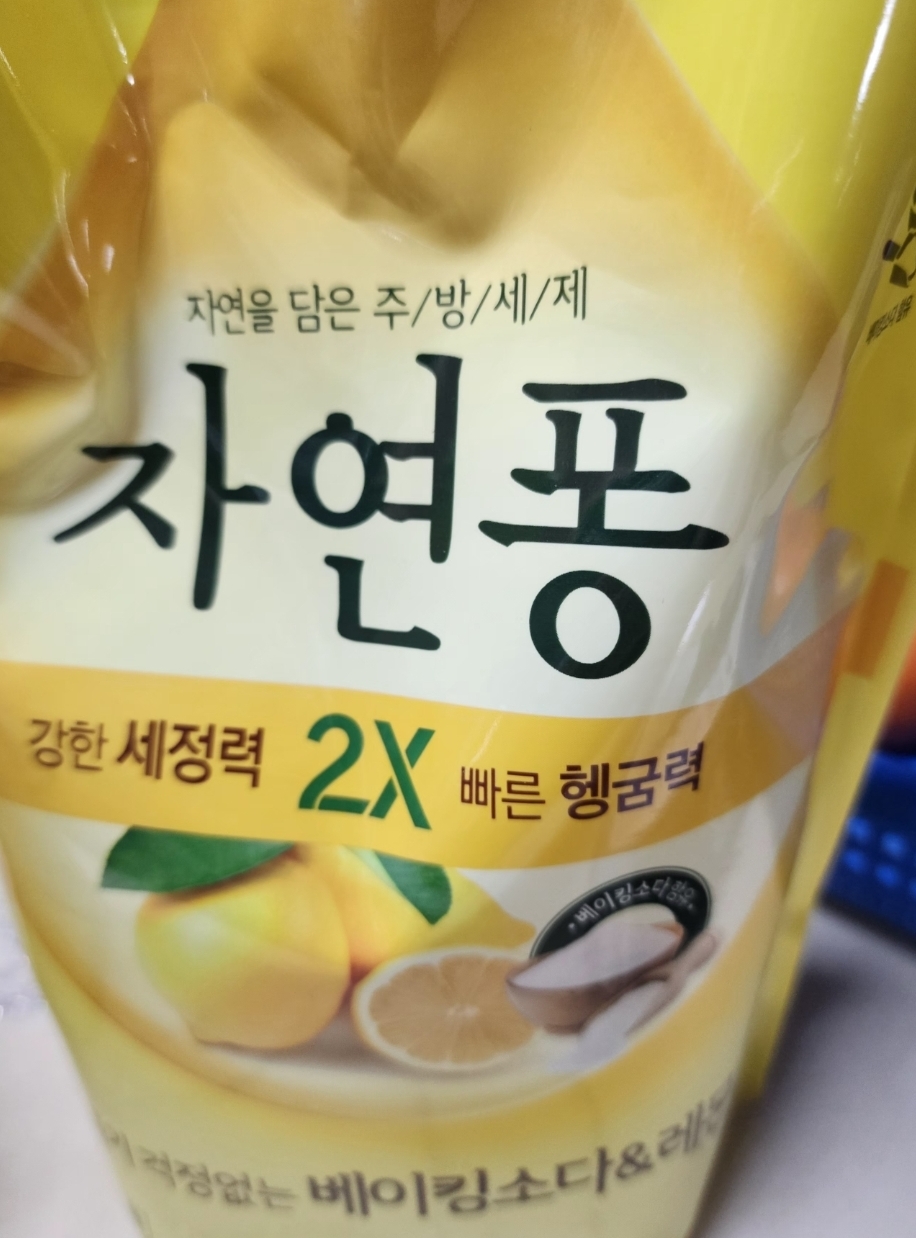 자연을 담은 주/방/세/제
자연퐁
강한 세정력 2X 빠른 헹굼력
베이킹소다함유
걱정없는 베이킹소다&레몬